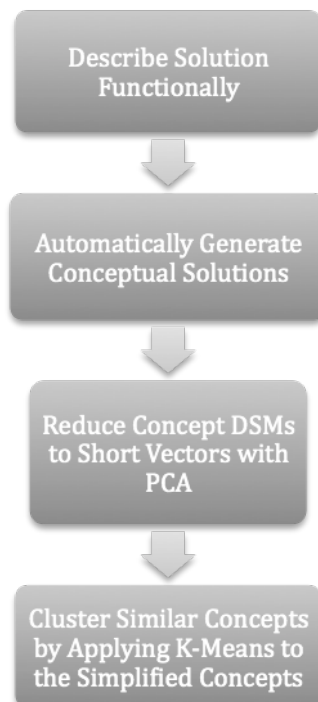 Describe Solution
Functionally
Automatically Generate
Conceptual Solutions
Reduce Concept DSMs
to Short Vectors with
PCA
Cluster Similar Concepts
by Applying K-Means to
the Simplified Concepts